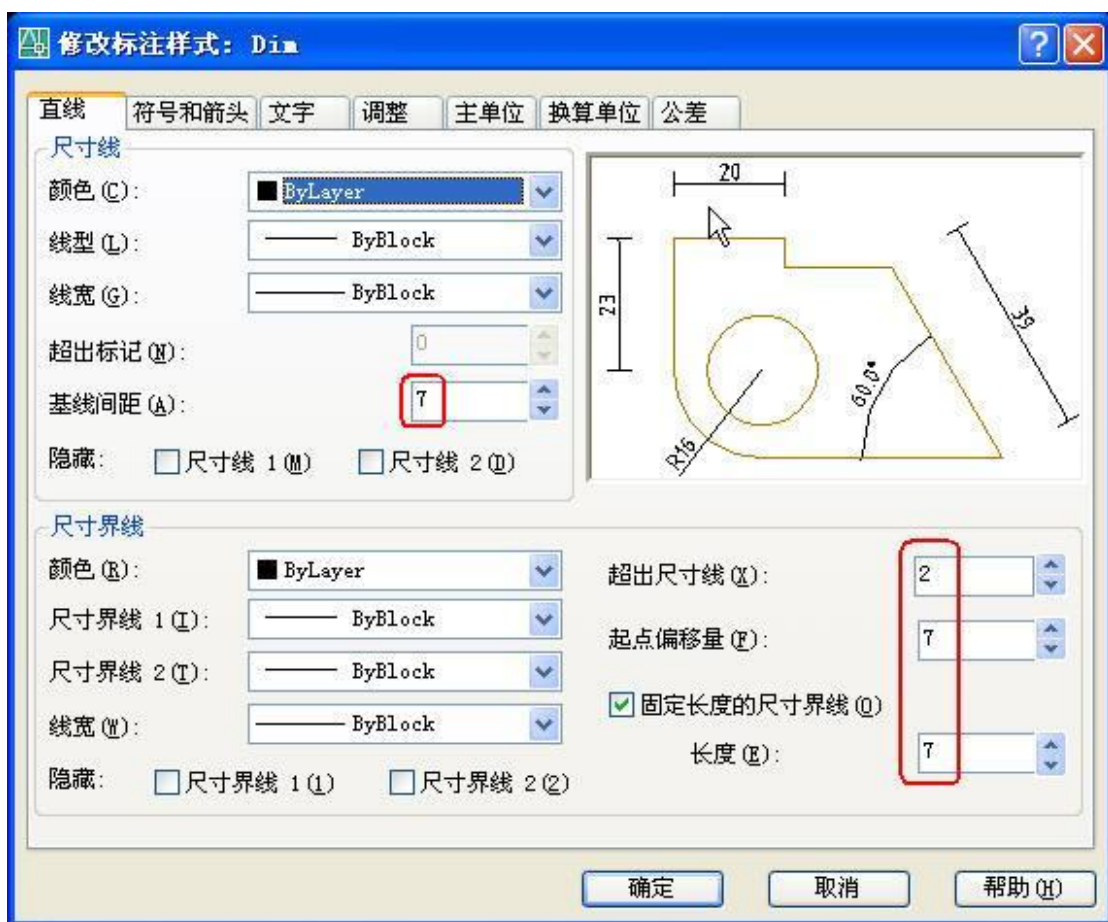 修改标注样式: Dim
直线 符号和箭头 文字 调整 主单位 换算单位 公差
尺寸线
颜色(C): ByLayer
线型(L): ByBlock
线宽(G): ByBlock
超出标记(N): 0
基线间距(A): 7
隐藏: 尺寸线 1(M) 尺寸线 2(D)
20
23
39
60.0°
R16
尺寸界线
颜色(R): ByLayer
尺寸界线 1(I): ByBlock
尺寸界线 2(T): ByBlock
线宽(W): ByBlock
隐藏: 尺寸界线 1(1) 尺寸界线 2(2)
超出尺寸线(X): 2
起点偏移量(F): 7
固定长度的尺寸界线(O)
长度(E): 7
确定 取消 帮助(H)